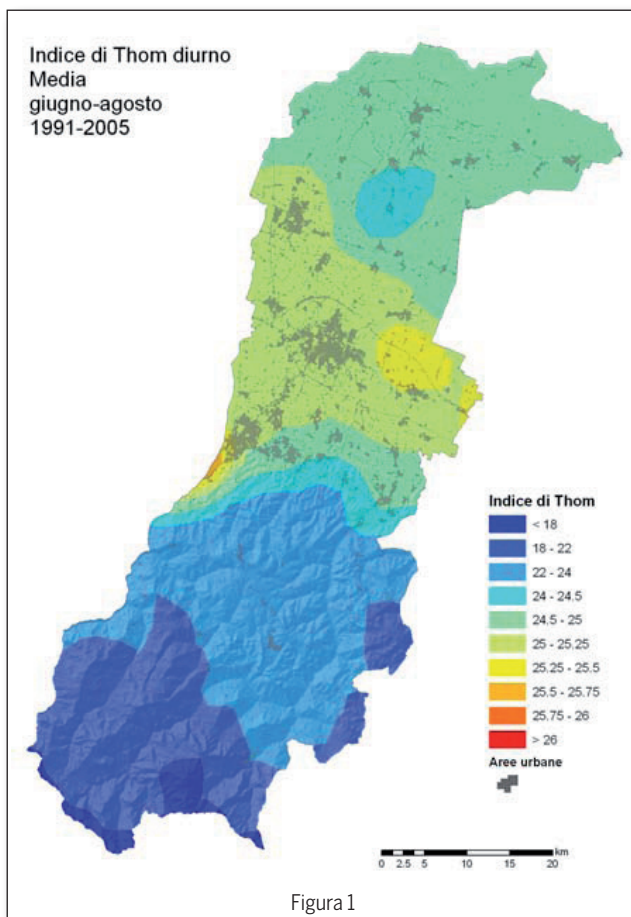 Indice di Thom diurno
Media
giugno-agosto
1991-2005
Indice di Thom
< 18
18 - 22
22 - 24
24 - 24.5
24.5 - 25
25 - 25.25
25.25 - 25.5
25.5 - 25.75
25.75 - 26
> 26
Aree urbane
km
0 2.5 5 10 15 20
Figura 1